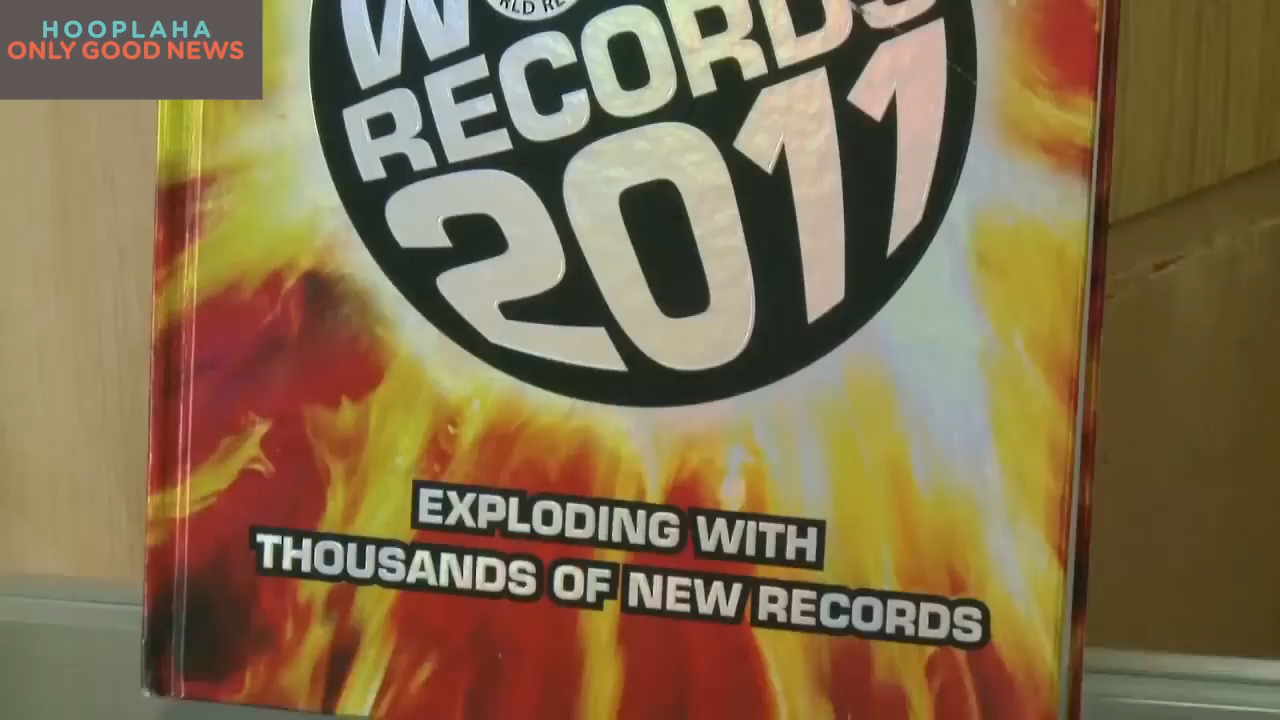 HOOPLAHA
ONLY GOOD NEWS
RECORDS
2011
EXPLODING WITH
THOUSANDS OF NEW RECORDS